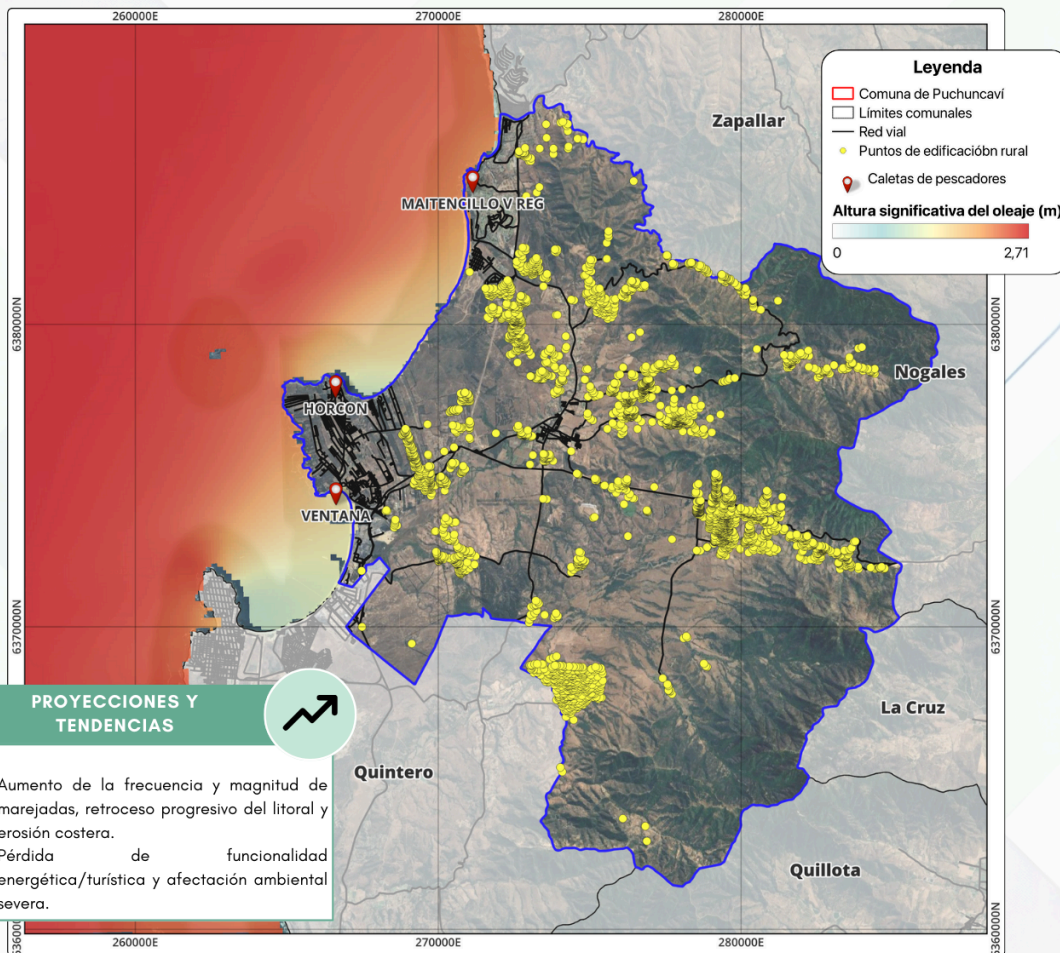 260000E
270000E
280000E
Leyenda
Comuna de Puchuncaví
Límites comunales
Red vial
Puntos de edificacióbn rural
Caletas de pescadores
Altura significativa del oleaje (m)
0
2,71
Zapallar
MAITENCILLO V REG
6380000N
6380000N
Nogales
HORCON
VENTANA
6370000N
6370000N
PROYECCIONES Y
TENDENCIAS
La Cruz
Quintero
Aumento de la frecuencia y magnitud de
marejadas, retroceso progresivo del litoral y
erosión costera.
Pérdida de funcionalidad
energética/turística y afectación ambiental
severa.
Quillota
6360000N
260000E
270000E
280000E